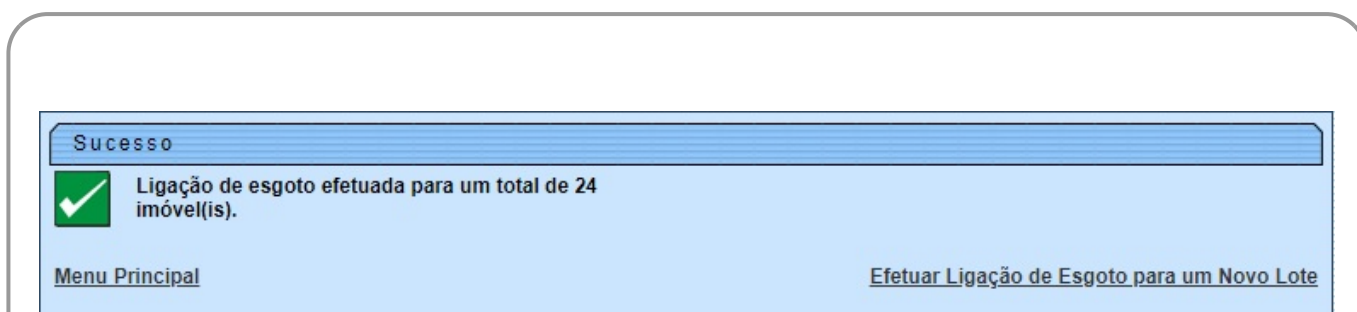 Sucesso
Ligação de esgoto efetuada para um total de 24
imóvel(is).
Menu Principal
Efetuar Ligação de Esgoto para um Novo Lote